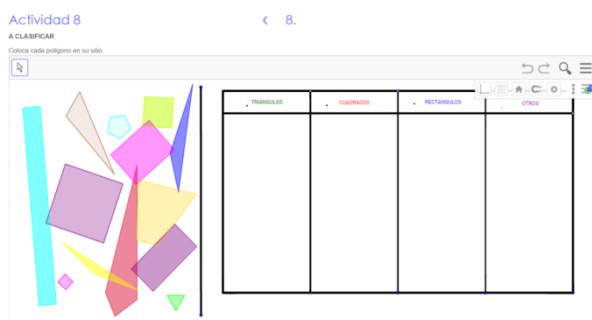 Actividad 8
‹ 8.
A CLASIFICAR
Coloca cada polígono en su sitio.
TRIÁNGULOS CUADRADOS RECTÁNGULOS OTROS